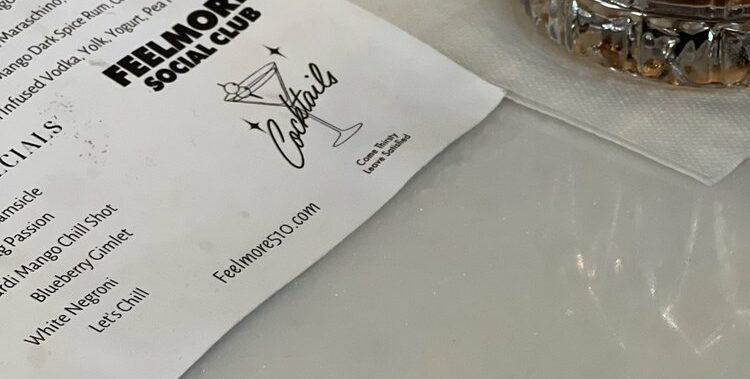 Maraschino,
Mango Dark Spice Rum,
Infused Vodka, Yolk, Yogurt, Pea
FEELMORE
SOCIAL CLUB
Cocktails
Come Thirsty
Leave Satisfied
Passion
Mango Chill Shot
Blueberry Gimlet
White Negroni
Let's Chill
Feelmore510.com